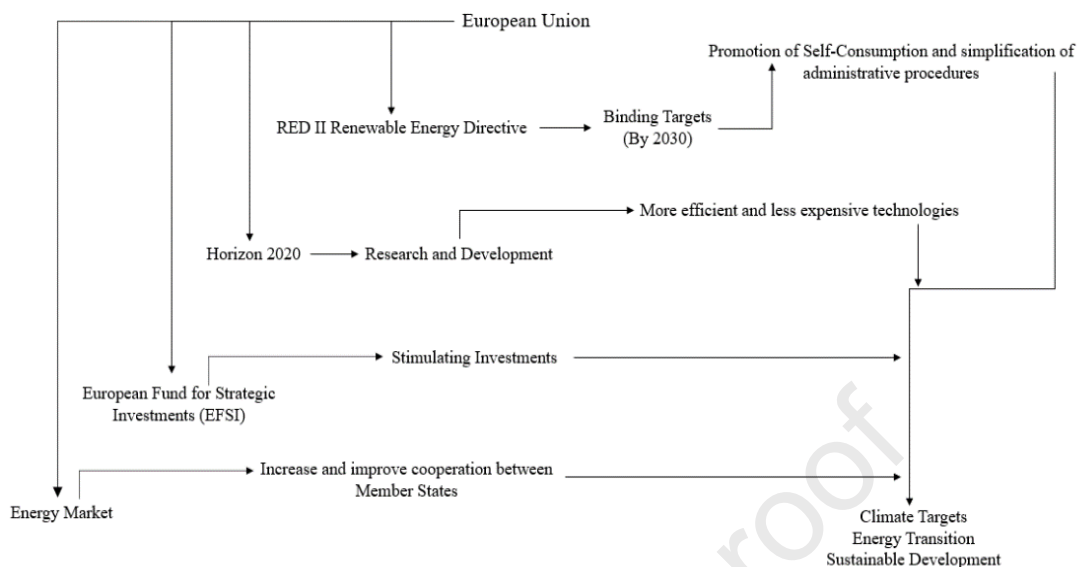 European Union
Promotion of Self-Consumption and simplification of
administrative procedures
RED II Renewable Energy Directive
Binding Targets
(By 2030)
More efficient and less expensive technologies
Horizon 2020
Research and Development
Stimulating Investments
European Fund for Strategic
Investments (EFSI)
Increase and improve cooperation between
Member States
Energy Market
Climate Targets
Energy Transition
Sustainable Development
roof